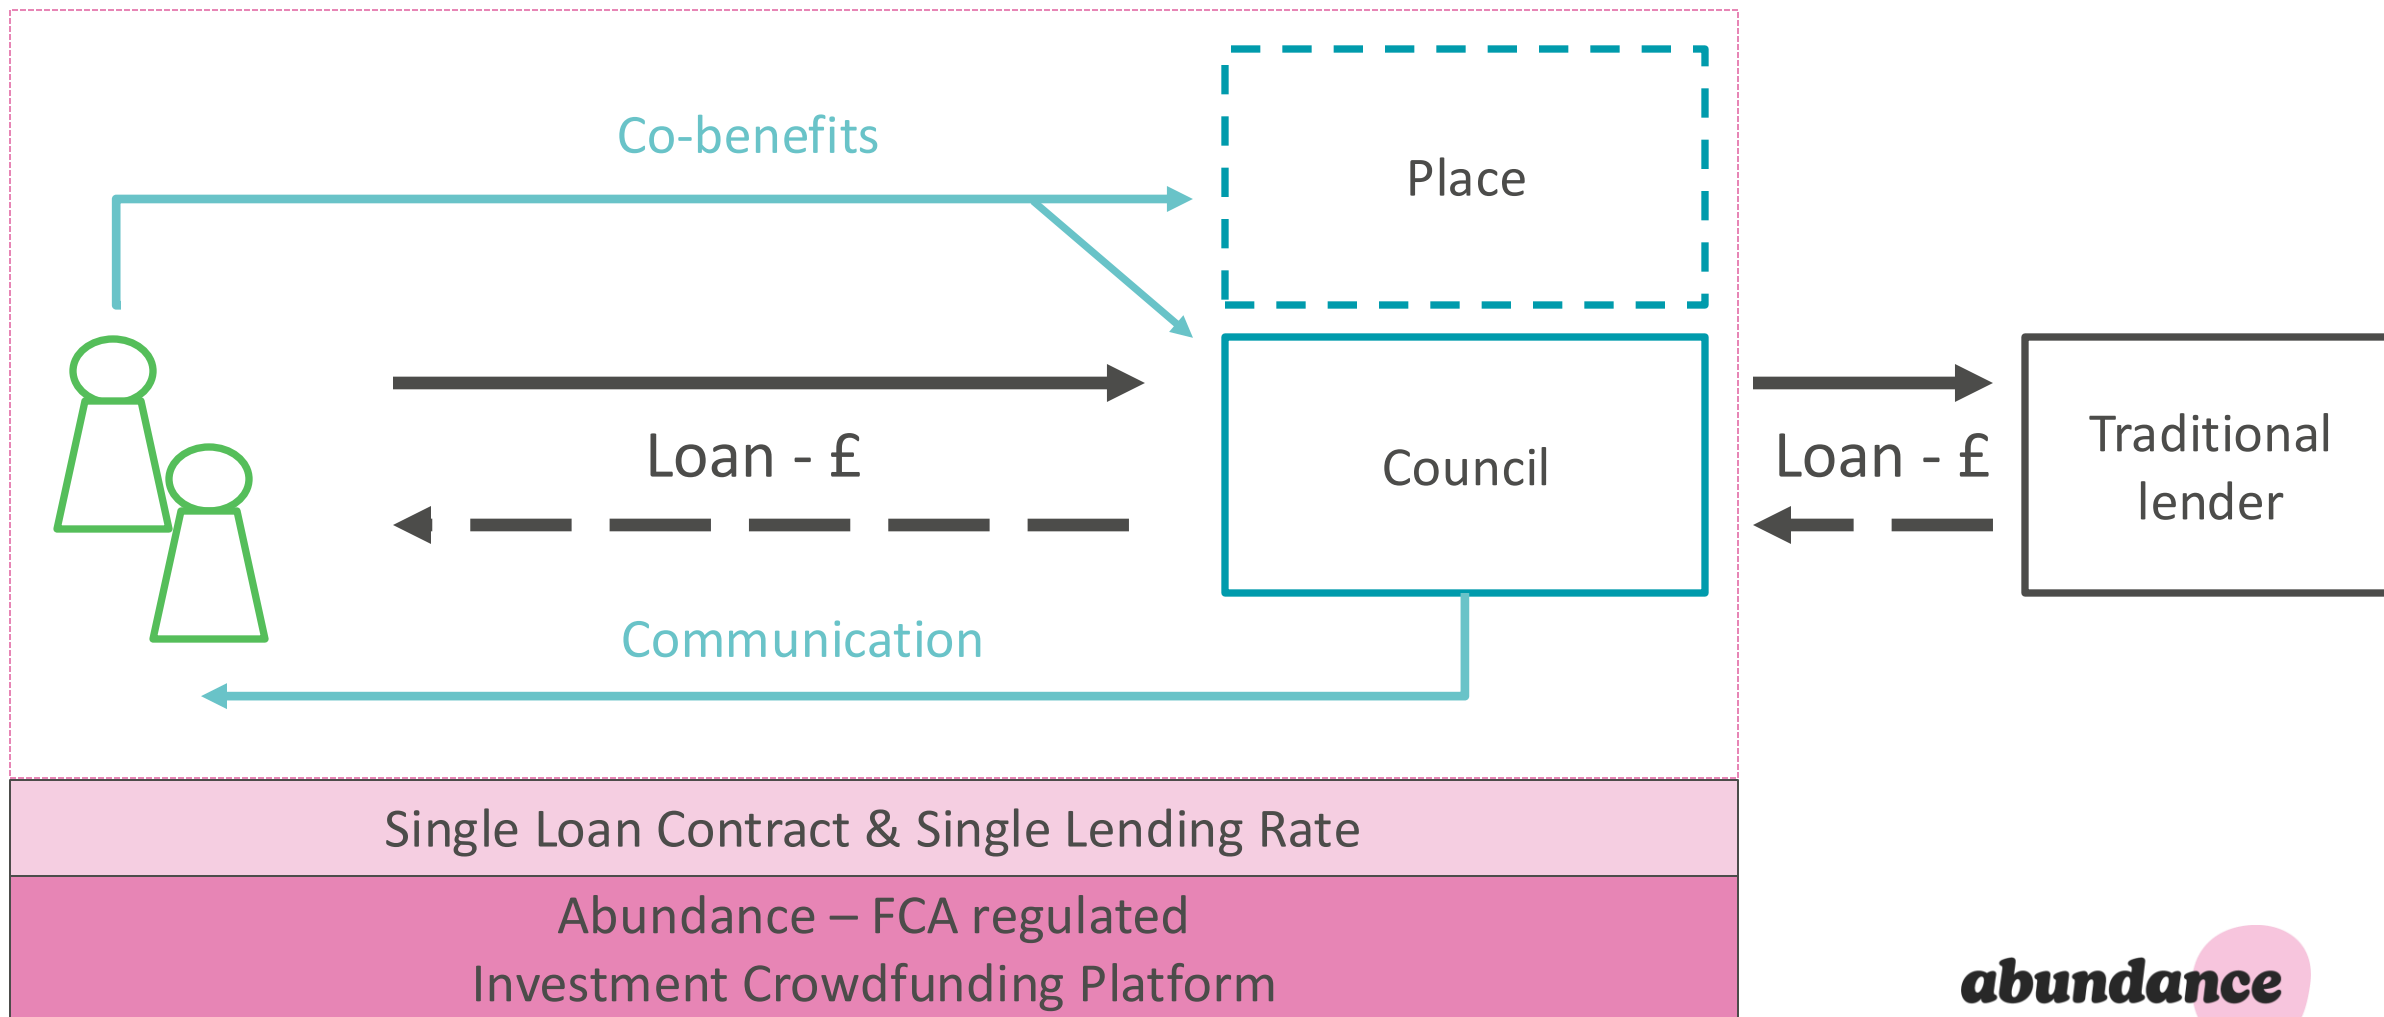 Co-benefits
Place
Loan - £
Council
Loan - £
Traditional
lender
Communication
Single Loan Contract & Single Lending Rate
Abundance – FCA regulated
Investment Crowdfunding Platform
abundance